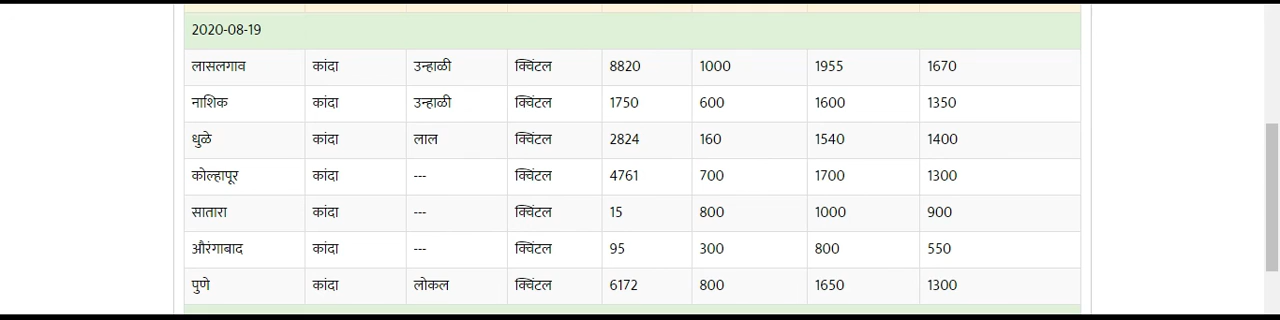 2020-08-19
लासलगाव कांदा उन्हाळी क्विंटल 8820 1000 1955 1670
नाशिक कांदा उन्हाळी क्विंटल 1750 600 1600 1350
धुळे कांदा लाल क्विंटल 2824 160 1540 1400
कोल्हापूर कांदा --- क्विंटल 4761 700 1700 1300
सातारा कांदा --- क्विंटल 15 800 1000 900
औरंगाबाद कांदा --- क्विंटल 95 300 800 550
पुणे कांदा लोकल क्विंटल 6172 800 1650 1300